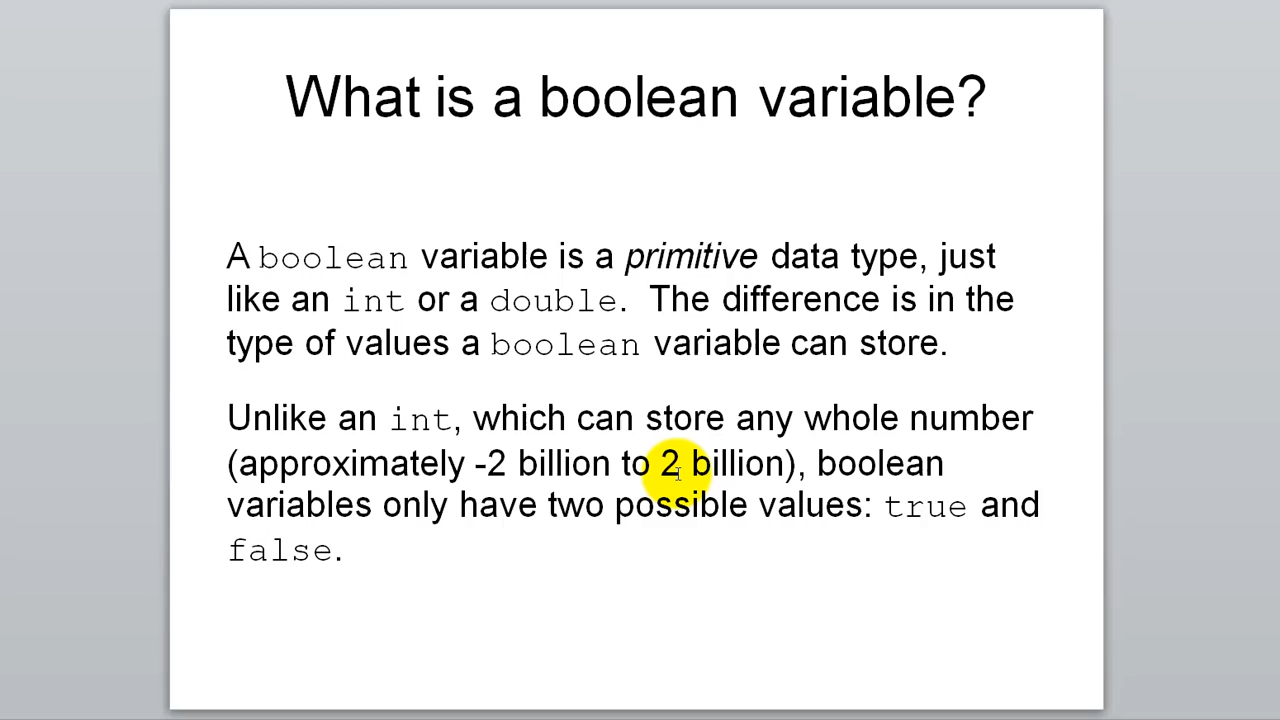 What is a boolean variable?
A boolean variable is a primitive data type, just
like an int or a double.  The difference is in the
type of values a boolean variable can store.
Unlike an int, which can store any whole number
(approximately -2 billion to 2 billion), boolean
variables only have two possible values: true and
false.